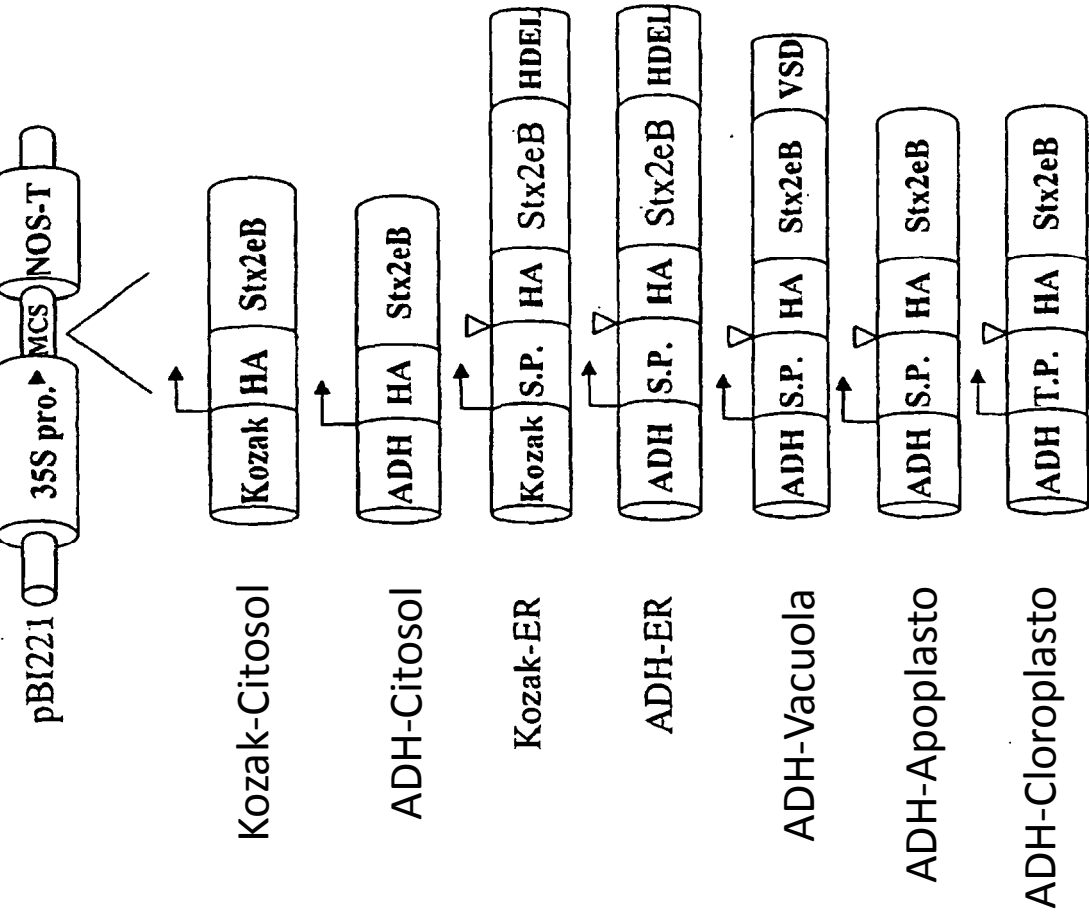 pBI221 35S pro. MCS NOS-T
Kozak-Citosol Kozak HA Stx2eB
ADH-Citosol ADH HA Stx2eB
Kozak-ER Kozak S.P. HA Stx2eB HDEL
ADH-ER ADH S.P. HA Stx2eB HDEL
ADH-Vacuola ADH S.P. HA Stx2eB VSD
ADH-Apoplasto ADH S.P. HA Stx2eB
ADH-Cloroplasto ADH T.P. HA Stx2eB